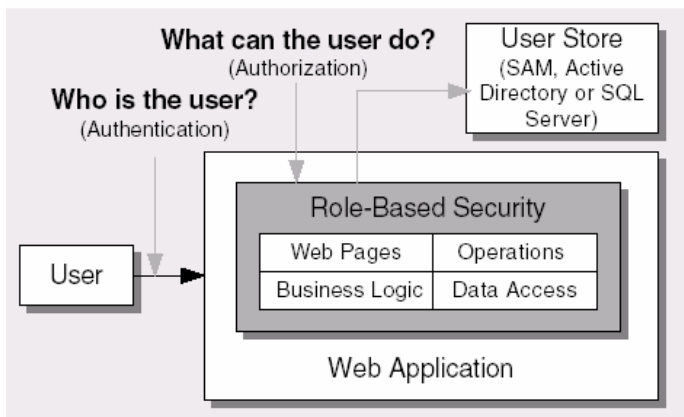 What can the user do?
(Authorization)
User Store
(SAM, Active
Directory or SQL
Server)
Who is the user?
(Authentication)
Role-Based Security
Web Pages
Operations
Business Logic
Data Access
User
Web Application